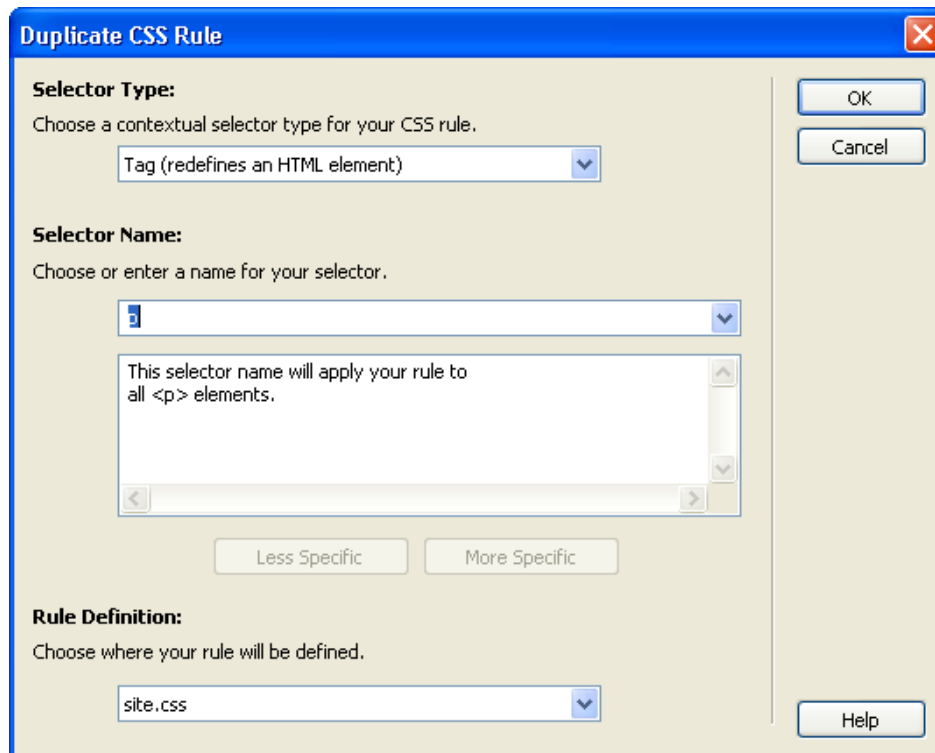 Duplicate CSS Rule
Selector Type:
Choose a contextual selector type for your CSS rule.
Tag (redefines an HTML element)
OK
Cancel
Selector Name:
Choose or enter a name for your selector.
p
This selector name will apply your rule to
all <p> elements.
Less Specific
More Specific
Rule Definition:
Choose where your rule will be defined.
site.css
Help